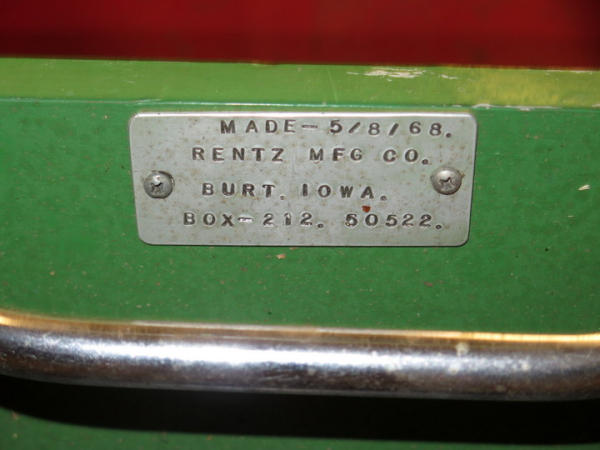 MADE-5/8/68.
RENTZ MFG CO.
BURT. IOWA.
BOX-212. 50522.